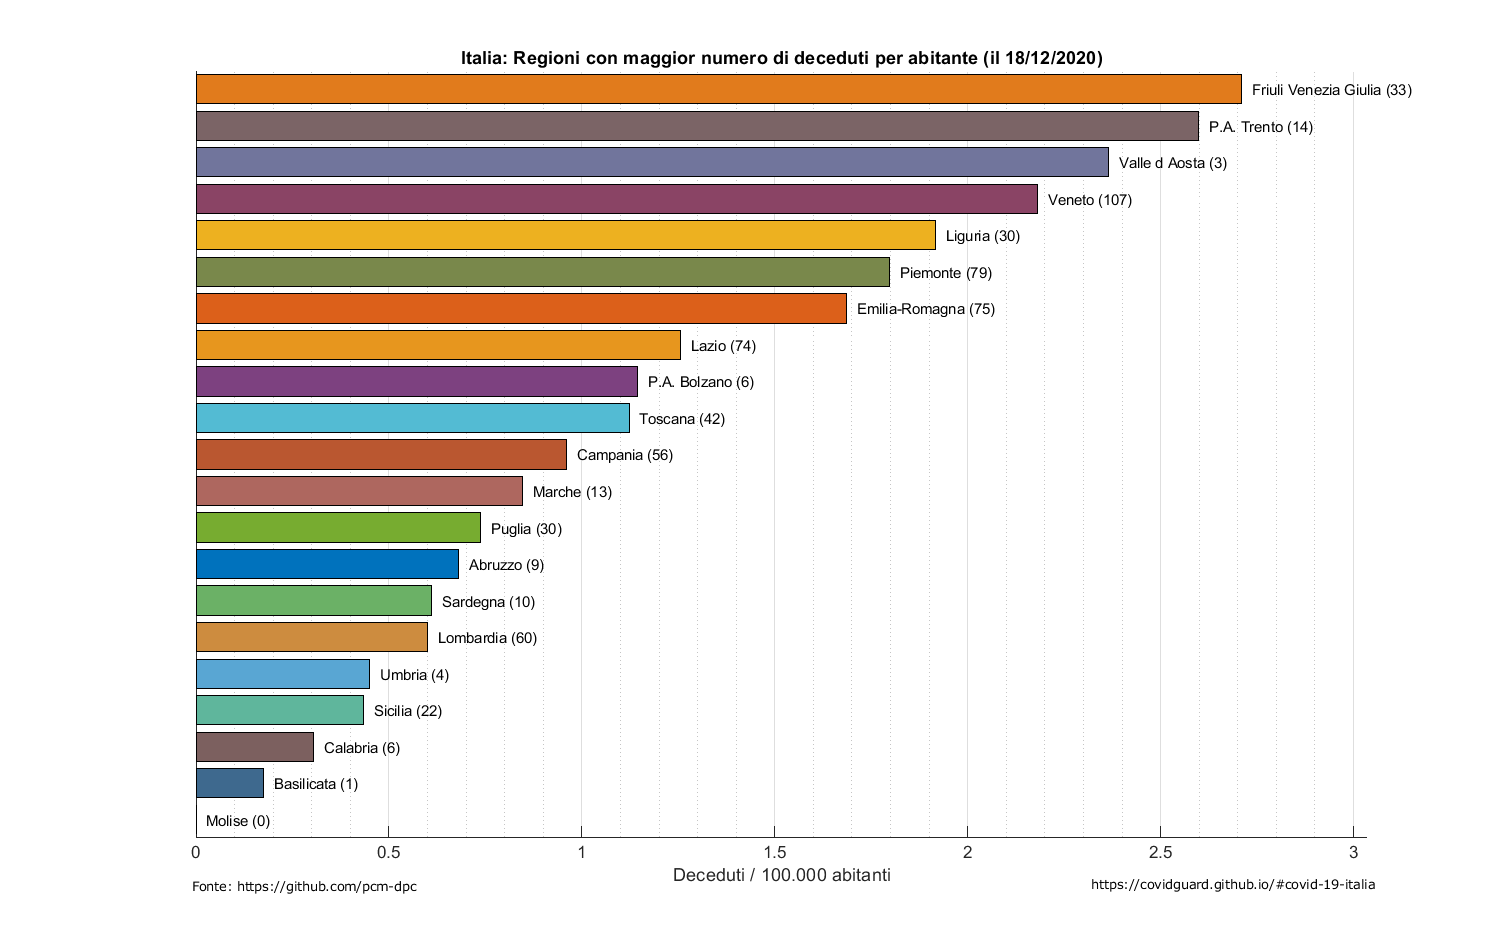 Italia: Regioni con maggior numero di deceduti per abitante (il 18/12/2020)
Friuli Venezia Giulia (33)
P.A. Trento (14)
Valle d Aosta (3)
Veneto (107)
Liguria (30)
Piemonte (79)
Emilia-Romagna (75)
Lazio (74)
P.A. Bolzano (6)
Toscana (42)
Campania (56)
Marche (13)
Puglia (30)
Abruzzo (9)
Sardegna (10)
Lombardia (60)
Umbria (4)
Sicilia (22)
Calabria (6)
Basilicata (1)
Molise (0)
0 0.5 1 1.5 2 2.5 3
Deceduti / 100.000 abitanti
Fonte: https://github.com/pcm-dpc
https://covidguard.github.io/#covid-19-italia